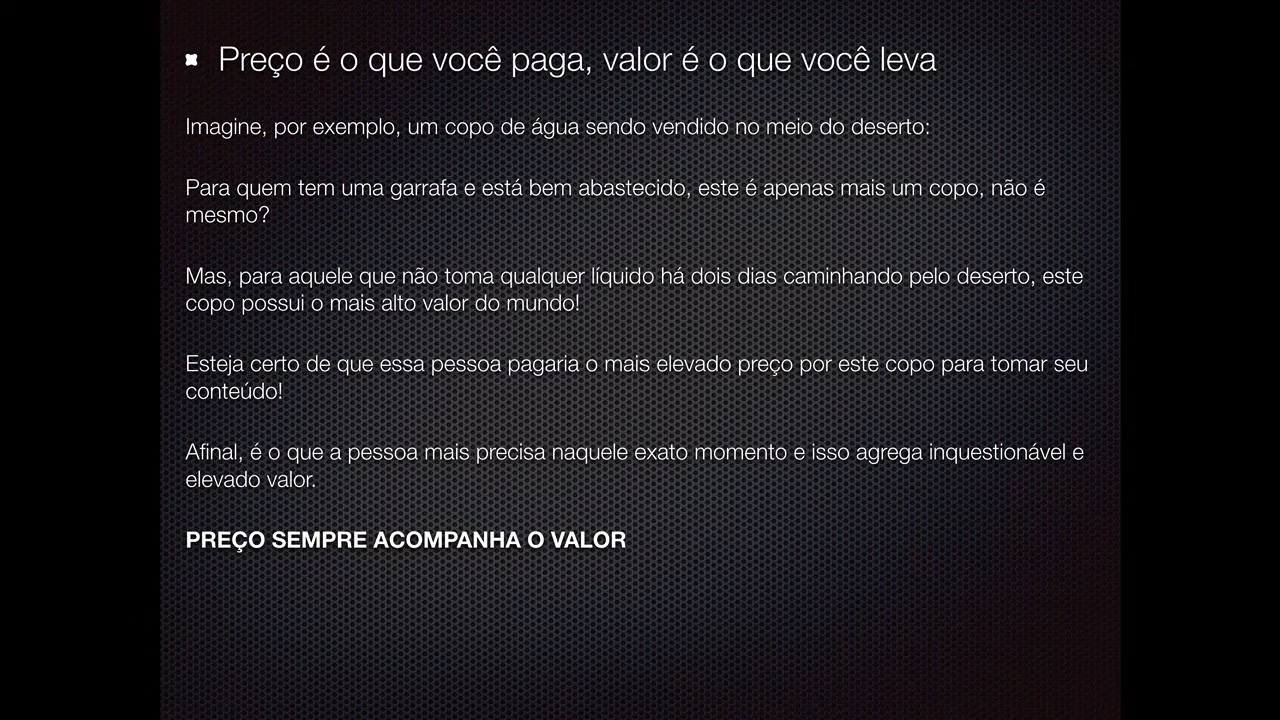 Preço é o que você paga, valor é o que você leva
Imagine, por exemplo, um copo de água sendo vendido no meio do deserto:
Para quem tem uma garrafa e está bem abastecido, este é apenas mais um copo, não é
mesmo?
Mas, para aquele que não toma qualquer líquido há dois dias caminhando pelo deserto, este
copo possui o mais alto valor do mundo!
Esteja certo de que essa pessoa pagaria o mais elevado preço por este copo para tomar seu
conteúdo!
Afinal, é o que a pessoa mais precisa naquele exato momento e isso agrega inquestionável e
elevado valor.
PREÇO SEMPRE ACOMPANHA O VALOR